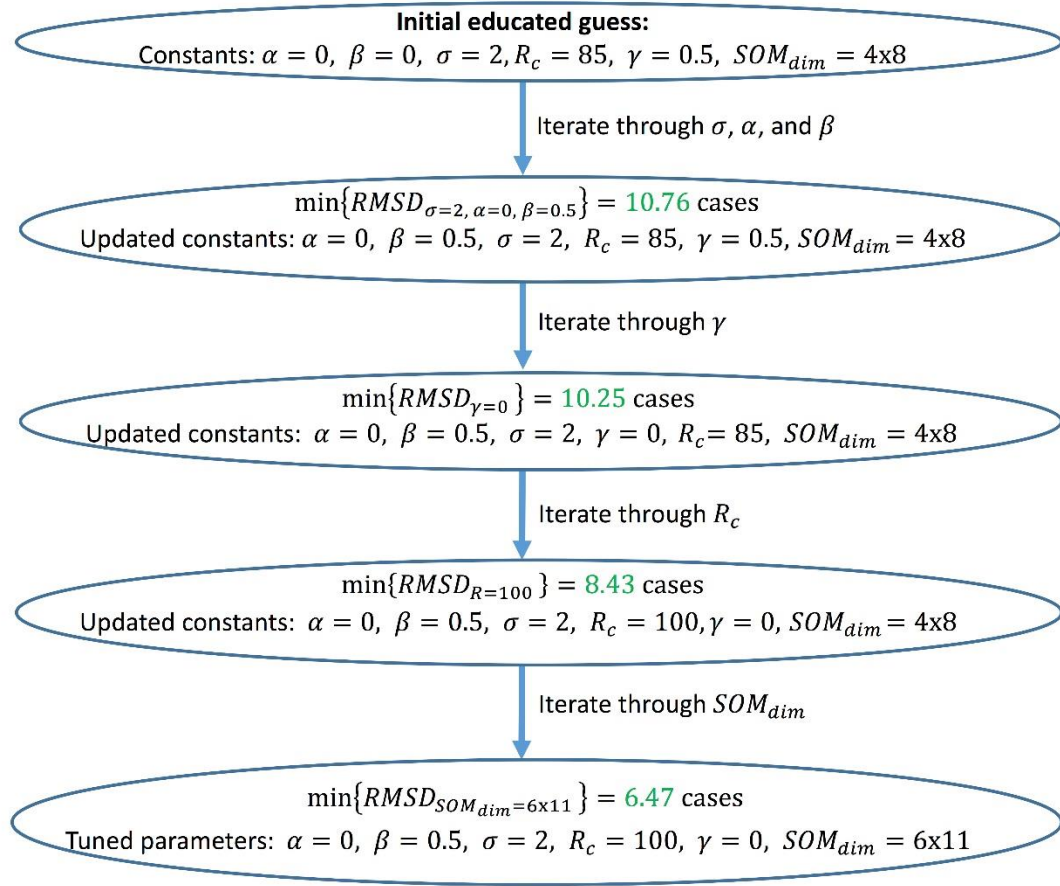 Initial educated guess:
Constants: α = 0, β = 0, σ = 2, R_c = 85, γ = 0.5, SOM_dim = 4x8
Iterate through σ, α, and β
min{RMSD_σ=2, α=0, β=0.5} = 10.76 cases
Updated constants: α = 0, β = 0.5, σ = 2, R_c = 85, γ = 0.5, SOM_dim = 4x8
Iterate through γ
min{RMSD_γ=0} = 10.25 cases
Updated constants: α = 0, β = 0.5, σ = 2, γ = 0, R_c = 85, SOM_dim = 4x8
Iterate through R_c
min{RMSD_R=100} = 8.43 cases
Updated constants: α = 0, β = 0.5, σ = 2, R_c = 100, γ = 0, SOM_dim = 4x8
Iterate through SOM_dim
min{RMSD_SOM_dim=6x11} = 6.47 cases
Tuned parameters: α = 0, β = 0.5, σ = 2, R_c = 100, γ = 0, SOM_dim = 6x11